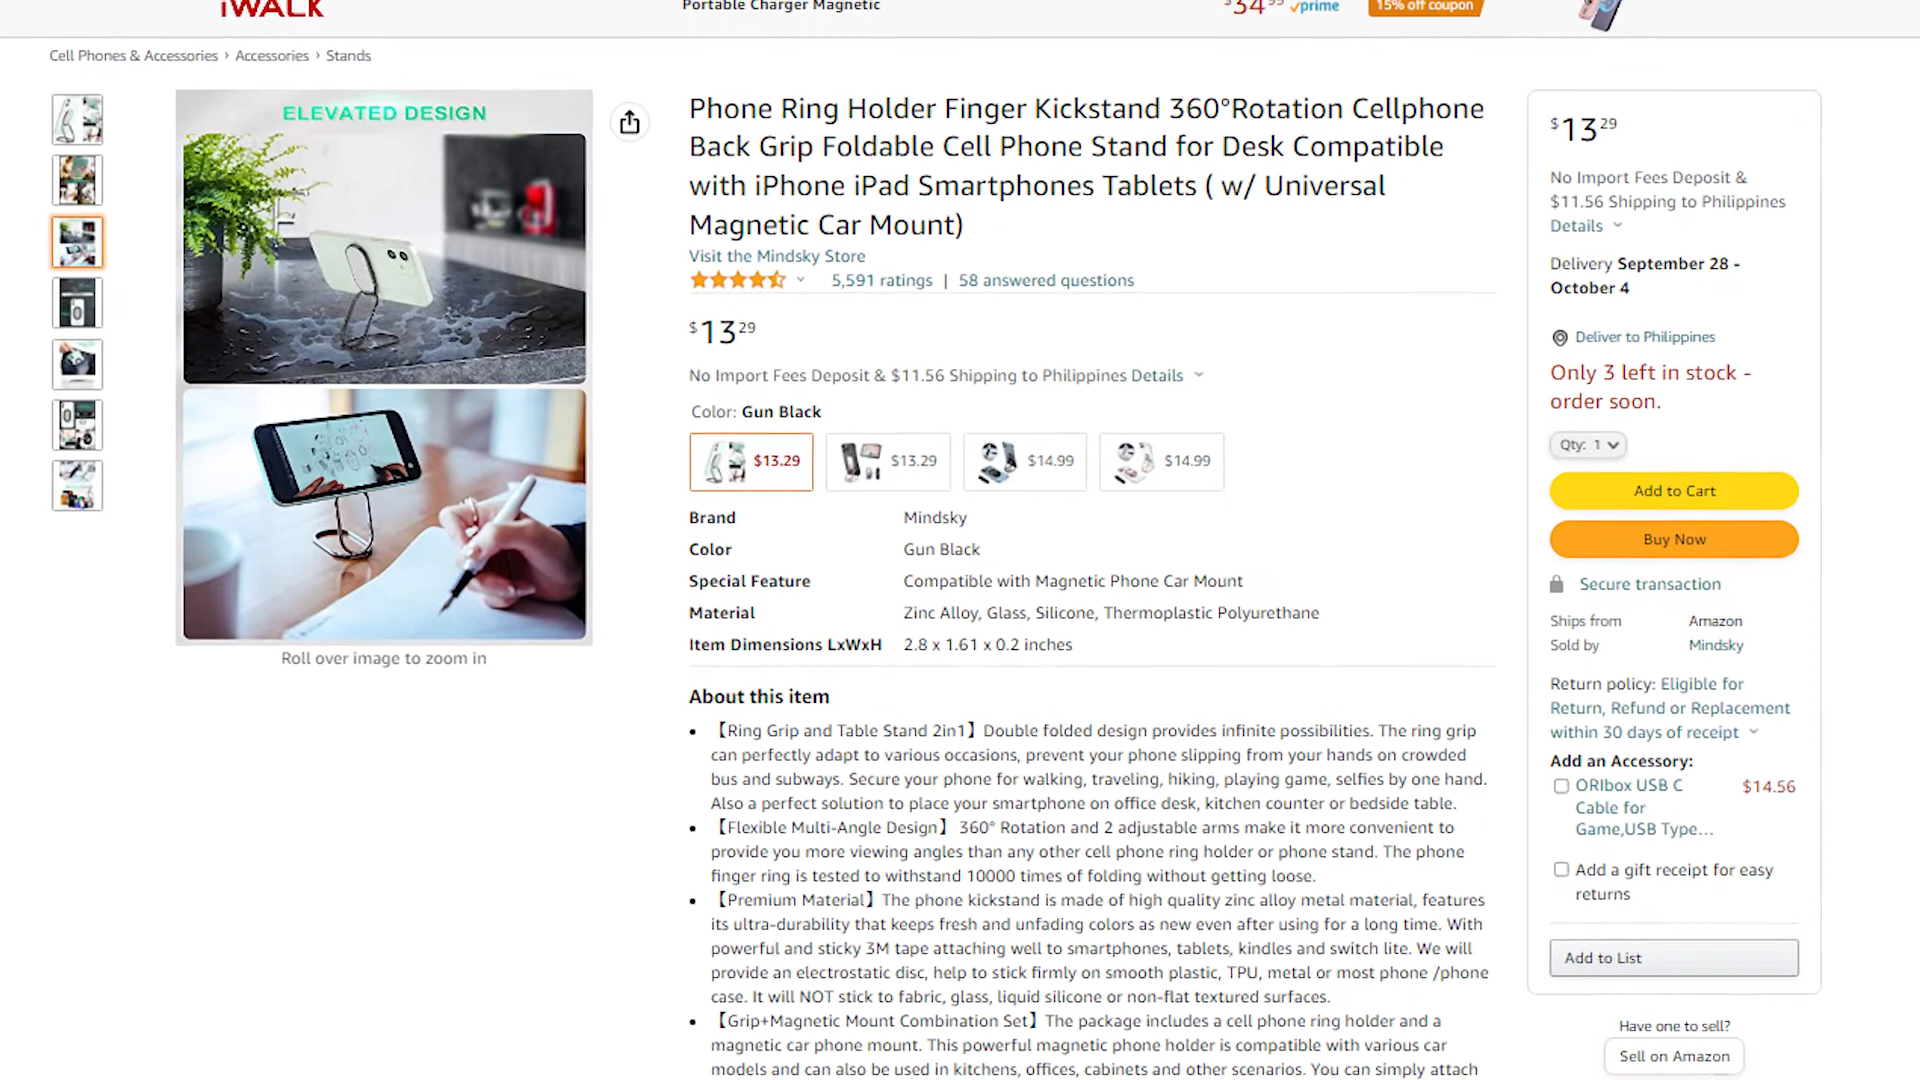 iWALK
Portable Charger Magnetic
$34.99 prime
15% off coupon
Cell Phones & Accessories › Accessories › Stands
ELEVATED DESIGN
Roll over image to zoom in
Phone Ring Holder Finger Kickstand 360°Rotation Cellphone
Back Grip Foldable Cell Phone Stand for Desk Compatible
with iPhone iPad Smartphones Tablets ( w/ Universal
Magnetic Car Mount)
Visit the Mindsky Store
5,591 ratings | 58 answered questions
$13 29
No Import Fees Deposit & $11.56 Shipping to Philippines Details
Color: Gun Black
$13.29
$13.29
$14.99
$14.99
Brand Mindsky
Color Gun Black
Special Feature Compatible with Magnetic Phone Car Mount
Material Zinc Alloy, Glass, Silicone, Thermoplastic Polyurethane
Item Dimensions LxWxH 2.8 x 1.61 x 0.2 inches
About this item
• 【Ring Grip and Table Stand 2in1】Double folded design provides infinite possibilities. The ring grip
can perfectly adapt to various occasions, prevent your phone slipping from your hands on crowded
bus and subways. Secure your phone for walking, traveling, hiking, playing game, selfies by one hand.
Also a perfect solution to place your smartphone on office desk, kitchen counter or bedside table.
• 【Flexible Multi-Angle Design】 360° Rotation and 2 adjustable arms make it more convenient to
provide you more viewing angles than any other cell phone ring holder or phone stand. The phone
finger ring is tested to withstand 10000 times of folding without getting loose.
• 【Premium Material】The phone kickstand is made of high quality zinc alloy metal material, features
its ultra-durability that keeps fresh and unfading colors as new even after using for a long time. With
powerful and sticky 3M tape attaching well to smartphones, tablets, kindles and switch lite. We will
provide an electrostatic disc, help to stick firmly on smooth plastic, TPU, metal or most phone /phone
case. It will NOT stick to fabric, glass, liquid silicone or non-flat textured surfaces.
• 【Grip+Magnetic Mount Combination Set】The package includes a cell phone ring holder and a
magnetic car phone mount. This powerful magnetic phone holder is compatible with various car
models and can also be used in kitchens, offices, cabinets and other scenarios. You can simply attach
$13 29
No Import Fees Deposit &
$11.56 Shipping to Philippines
Details
Delivery September 28 -
October 4
Deliver to Philippines
Only 3 left in stock -
order soon.
Qty: 1
Add to Cart
Buy Now
Secure transaction
Ships from Amazon
Sold by Mindsky
Return policy: Eligible for
Return, Refund or Replacement
within 30 days of receipt
Add an Accessory:
ORIbox USB C $14.56
Cable for
Game,USB Type...
Add a gift receipt for easy
returns
Add to List
Have one to sell?
Sell on Amazon